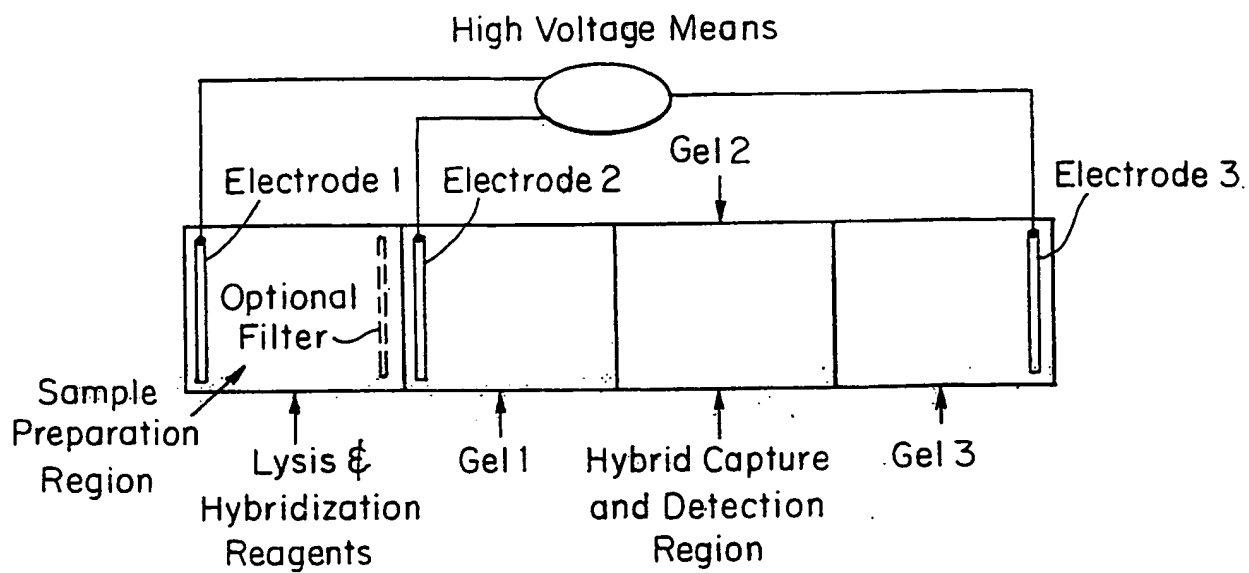 High Voltage Means
Gel 2
Electrode 1
Electrode 2
Electrode 3.
Optional
Filter
Sample
Preparation
Region
Lysis &
Hybridization
Reagents
Gel 1
Hybrid Capture
and Detection
Region
Gel 3